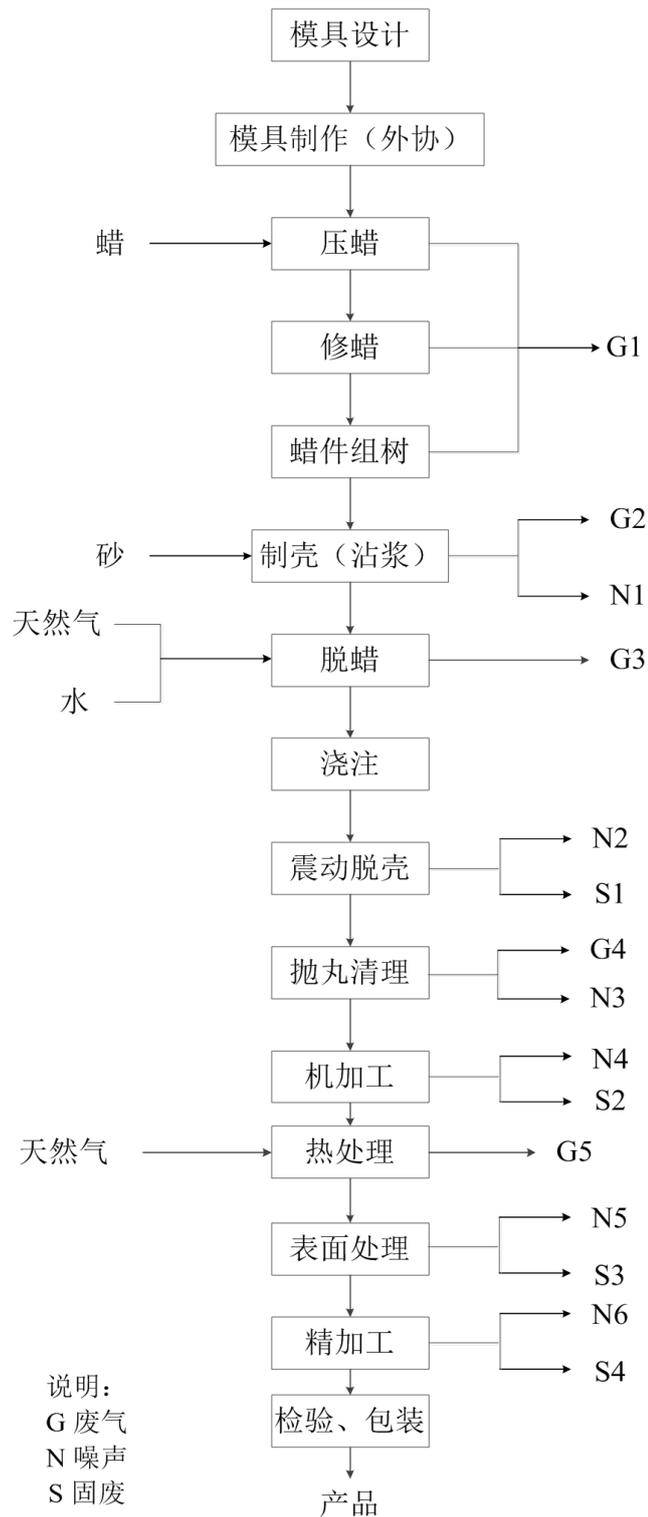 模具设计
模具制作（外协）
蜡
压蜡
修蜡
G1
蜡件组树
G2
砂
制壳（沾浆）
N1
天然气
脱蜡
G3
水
浇注
N2
震动脱壳
S1
G4
抛丸清理
N3
N4
机加工
S2
天然气
热处理
G5
N5
表面处理
S3
N6
精加工
S4
说明：
G 废气
N 噪声
S 固废
检验、包装
产品